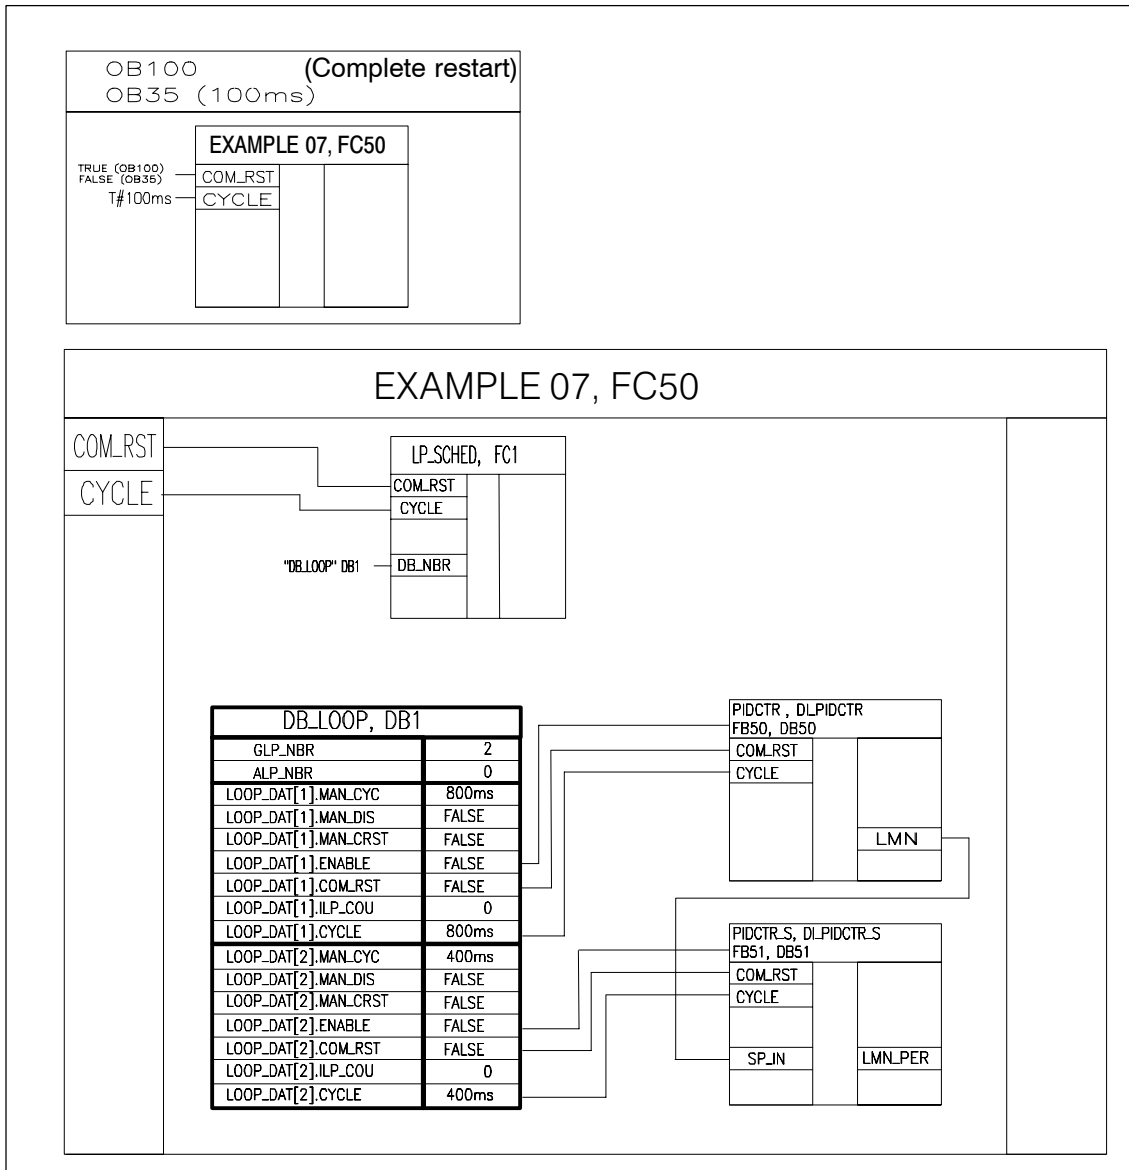 OB100 (Complete restart)
OB35 (100ms)
EXAMPLE 07, FC50
TRUE (OB100)
FALSE (OB35)
COM_RST
T#100ms
CYCLE
EXAMPLE 07, FC50
COM_RST
CYCLE
LP_SCHED, FC1
COM_RST
CYCLE
"DB_LOOP" DB1
DB_NBR
DB_LOOP, DB1
GLP_NBR 2
ALP_NBR 0
LOOP_DAT[1].MAN_CYC 800ms
LOOP_DAT[1].MAN_DIS FALSE
LOOP_DAT[1].MAN_CRST FALSE
LOOP_DAT[1].ENABLE FALSE
LOOP_DAT[1].COM_RST FALSE
LOOP_DAT[1].ILP_COU 0
LOOP_DAT[1].CYCLE 800ms
LOOP_DAT[2].MAN_CYC 400ms
LOOP_DAT[2].MAN_DIS FALSE
LOOP_DAT[2].MAN_CRST FALSE
LOOP_DAT[2].ENABLE FALSE
LOOP_DAT[2].COM_RST FALSE
LOOP_DAT[2].ILP_COU 0
LOOP_DAT[2].CYCLE 400ms
PIDCTR , DI_PIDCTR
FB50, DB50
COM_RST
CYCLE
LMN
PIDCTR_S, DI_PIDCTR_S
FB51, DB51
COM_RST
CYCLE
SP_IN LMN_PER